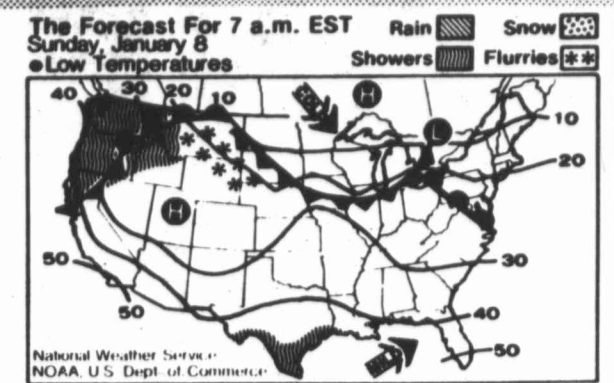 The Forecast For 7 a.m. EST
Sunday, January 8
●Low Temperatures
Rain
Snow
Showers
Flurries
40
30
20
10
H
L
10
20
H
50
50
30
40
50
National Weather Service
NOAA, U.S. Dept. of Commerce